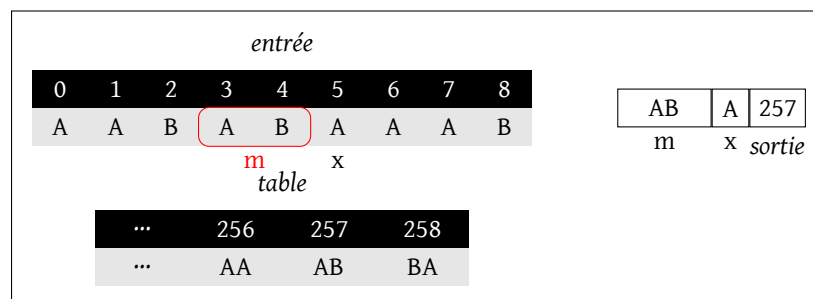 entrée
0 1 2 3 4 5 6 7 8
A A B A B A A A B
m x
table
… 256 257 258
… AA AB BA
AB A 257
m x sortie